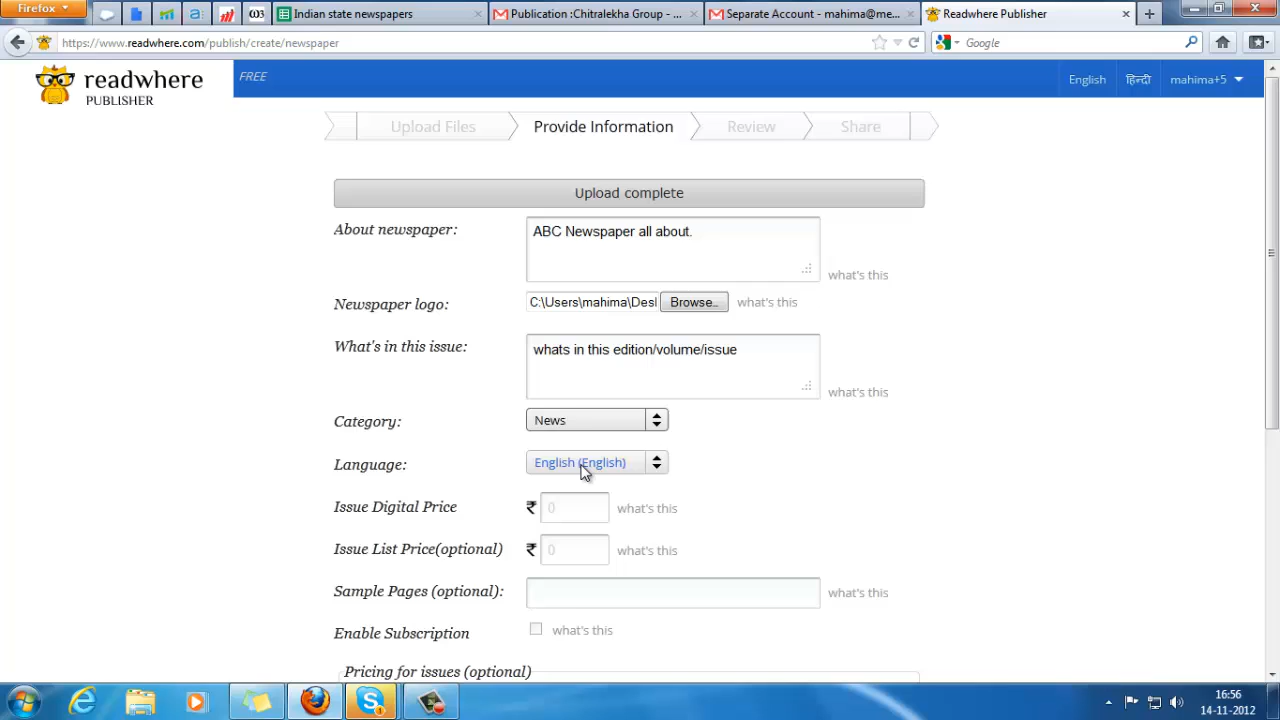 Firefox
Indian state newspapers
Publication :Chitralekha Group - ...
Separate Account - mahima@me...
Readwhere Publisher
https://www.readwhere.com/publish/create/newspaper
Google
readwhere
PUBLISHER
FREE
English
हिन्दी
mahima+5
Upload Files
Provide Information
Review
Share
Upload complete
About newspaper:
ABC Newspaper all about.
what's this
Newspaper logo:
C:\Users\mahima\Desl
Browse..
what's this
What's in this issue:
whats in this edition/volume/issue
what's this
Category:
News
Language:
English (English)
Issue Digital Price
₹
0
what's this
Issue List Price(optional)
₹
0
what's this
Sample Pages (optional):
what's this
Enable Subscription
what's this
Pricing for issues (optional)
16:56
14-11-2012